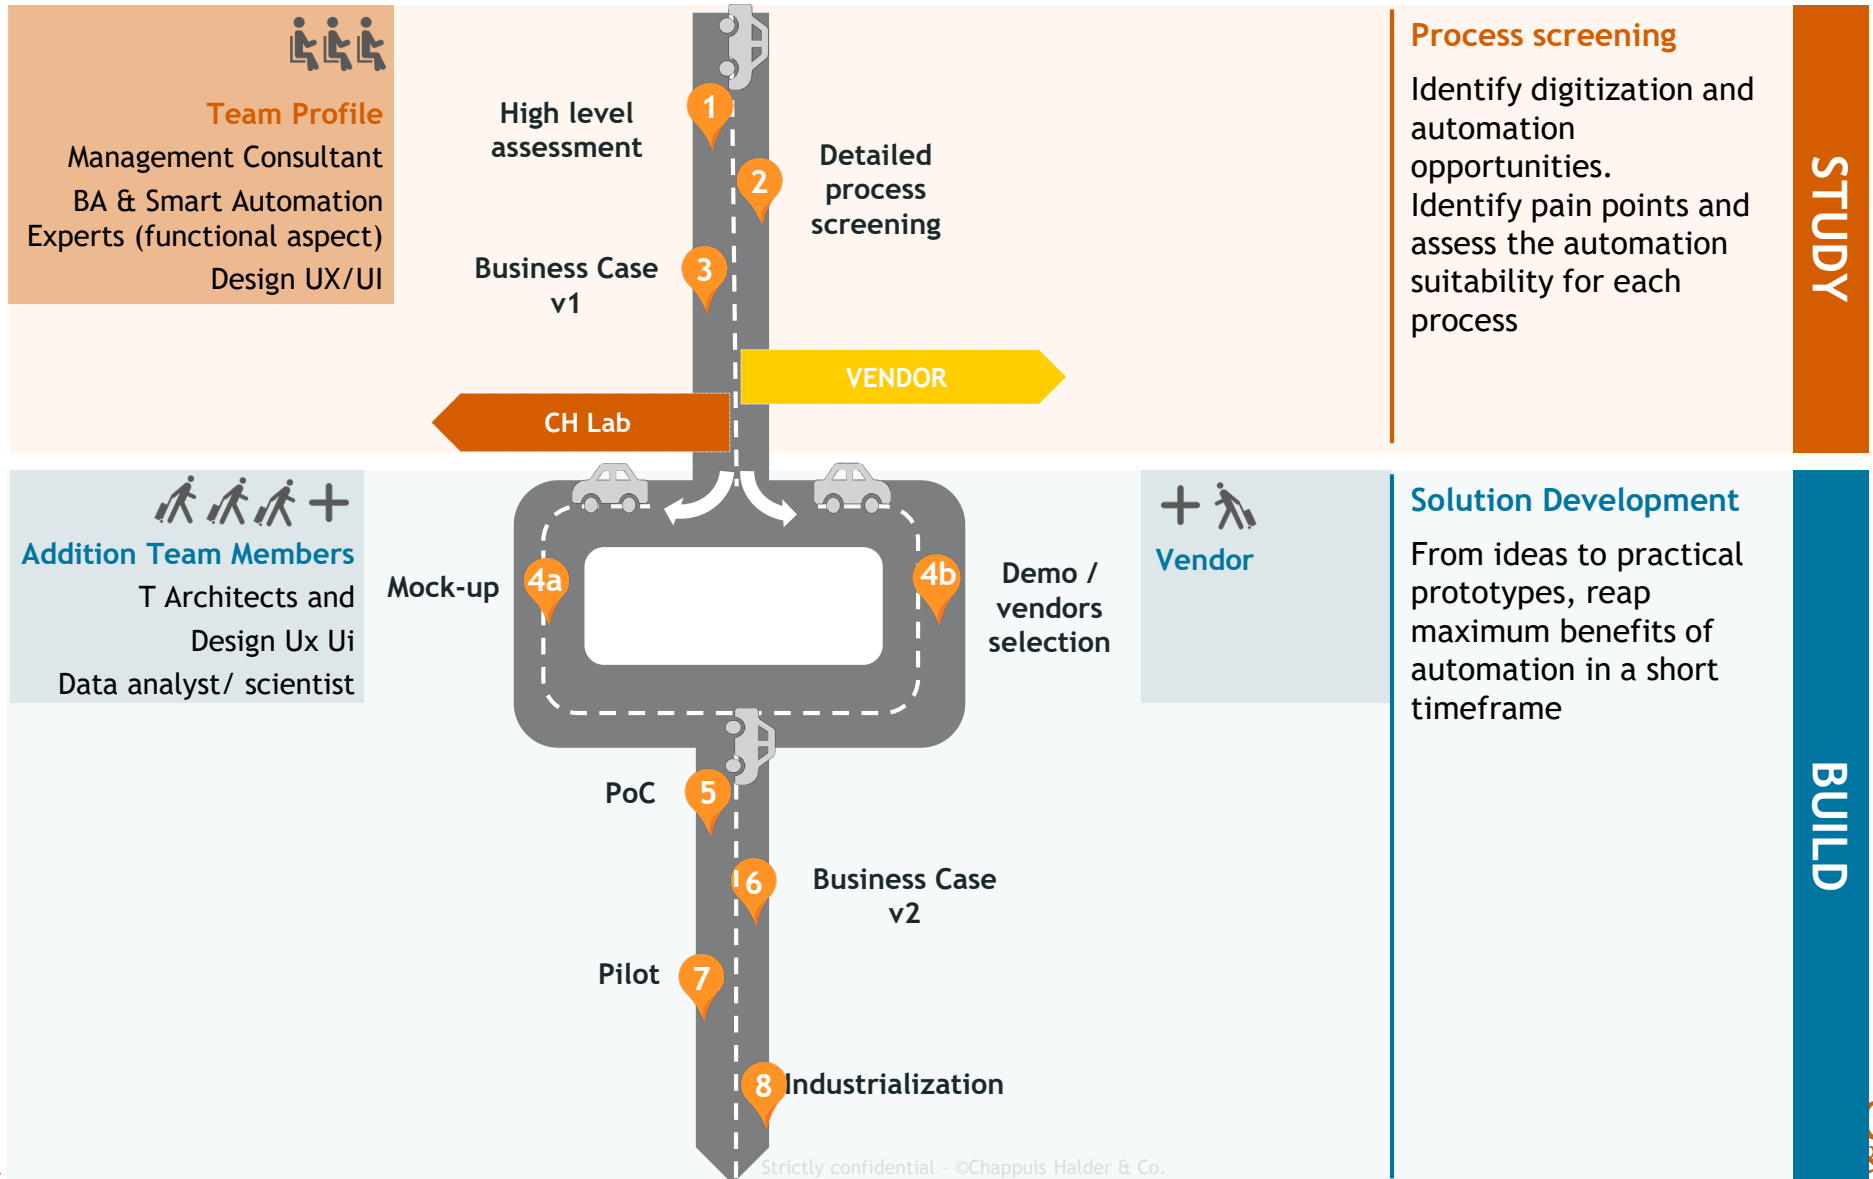 Team Profile
Management Consultant
BA & Smart Automation
Experts (functional aspect)
Design UX/UI
1
High level
assessment
2
Detailed
process
screening
3
Business Case
v1
VENDOR
CH Lab
Process screening
Identify digitization and
automation
opportunities.
Identify pain points and
assess the automation
suitability for each
process
STUDY
Addition Team Members
T Architects and
Design Ux Ui
Data analyst/ scientist
Mock-up
4a
4b
Demo /
vendors
selection
Vendor
Solution Development
From ideas to practical
prototypes, reap
maximum benefits of
automation in a short
timeframe
BUILD
PoC
5
6
Business Case
v2
Pilot
7
8
Industrialization
Strictly confidential – ©Chappuis Halder & Co.